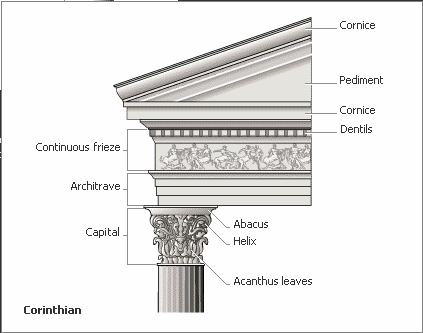 Cornice
Pediment
Cornice
Dentils
Continuous frieze
Architrave
Capital
Abacus
Helix
Acanthus leaves
Corinthian